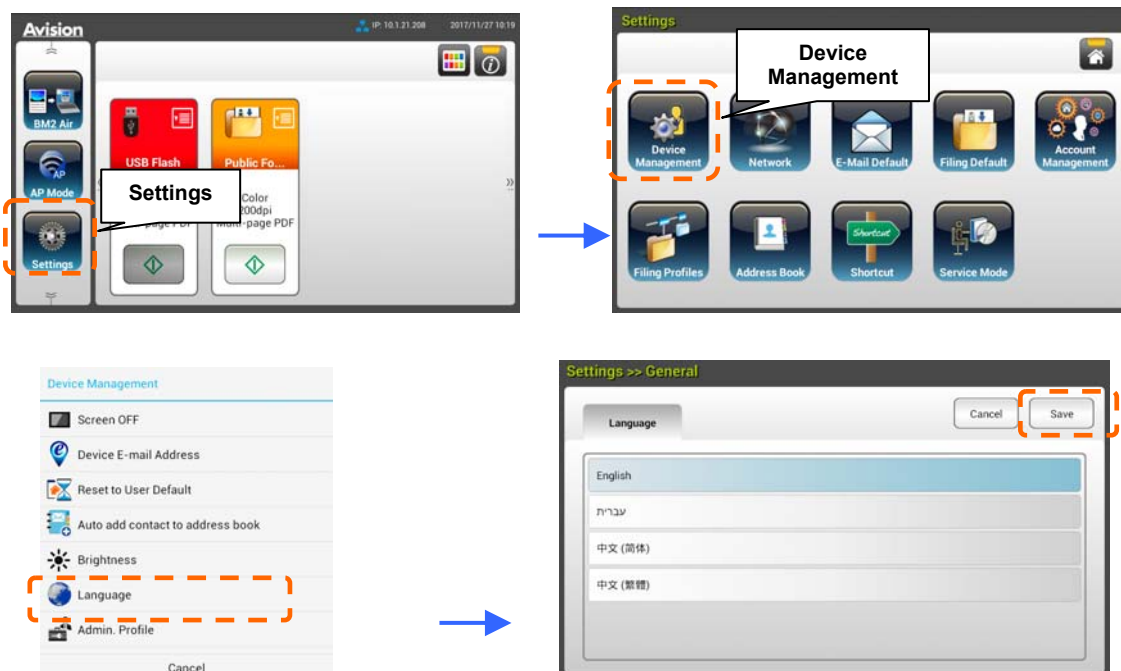 Avision
IP: 10.1.21.208 2017/11/27 10:19
BM2 Air
AP
AP Mode
Settings
USB Flash
Public Fo...
Settings
Color
200dpi
Multi-page PDF
Settings
Device
Management
Device
Management
Network
E-Mail Default
Filing Default
Account
Management
Filing Profiles
Address Book
Shortcut
Shortcut
Service Mode
Device Management
Screen OFF
Device E-mail Address
Reset to User Default
Auto add contact to address book
Brightness
Language
Admin. Profile
Cancel
Settings >> General
Language
Cancel
Save
English
עברית
中文 (简体)
中文 (繁體)